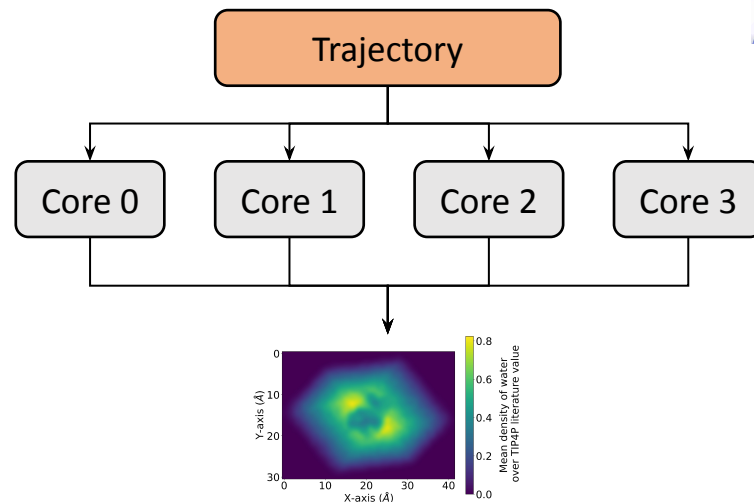 Trajectory
Core 0
Core 1
Core 2
Core 3
0
10
20
30
Y-axis (Å)
0
10
20
30
40
X-axis (Å)
0.8
0.6
0.4
0.2
0.0
Mean density of water
over TIP4P literature value